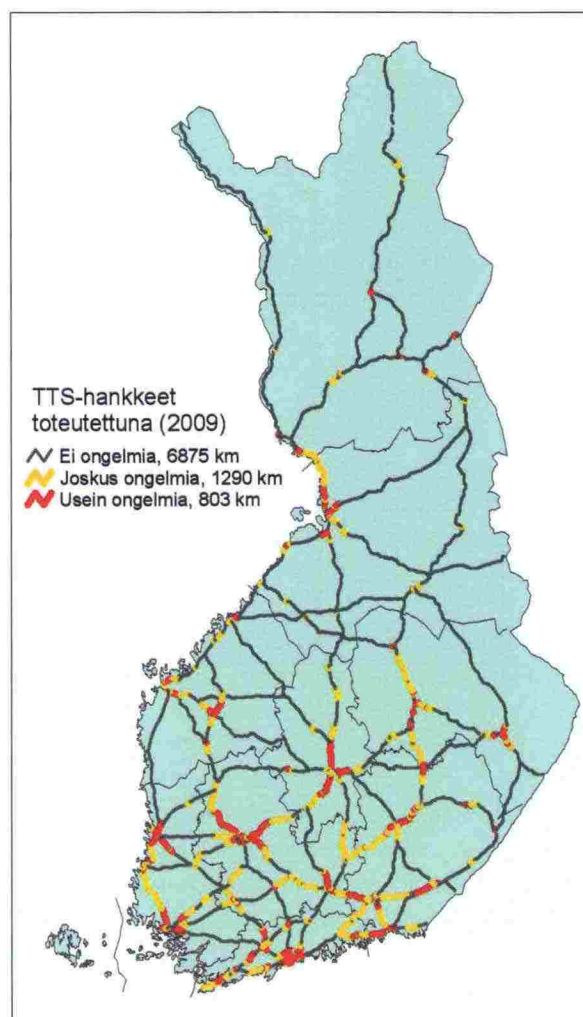 TTS-hankkeet
toteutettuna (2009)
Ei ongelmia, 6875 km
Joskus ongelmia, 1290 km
Usein ongelmia, 803 km